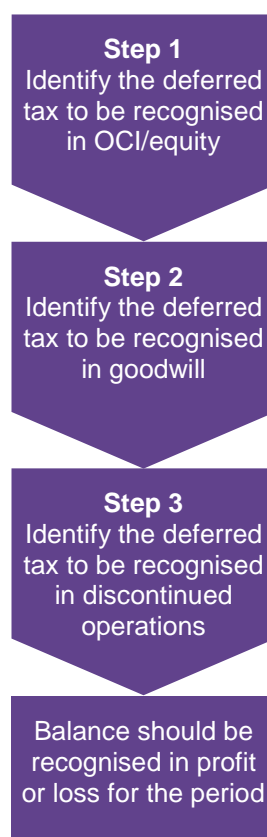 Step 1
Identify the deferred
tax to be recognised
in OCI/equity
Step 2
Identify the deferred
tax to be recognised
in goodwill
Step 3
Identify the deferred
tax to be recognised
in discontinued
operations
Balance should be
recognised in profit
or loss for the period